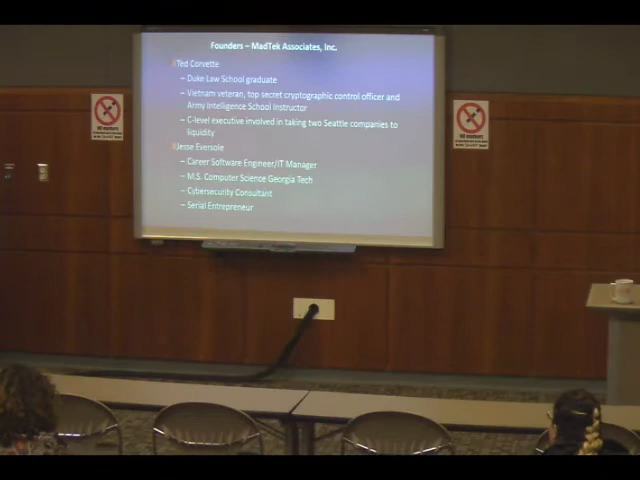 Founders – MadTek Associates, Inc.
Ted Corvette
– Duke Law School graduate
– Vietnam veteran, top secret cryptographic control officer and
Army Intelligence School Instructor
– C-level executive involved in taking two Seattle companies to
liquidity
Jesse Eversole
– Career Software Engineer/IT Manager
– M.S. Computer Science Georgia Tech
– Cybersecurity Consultant
– Serial Entrepreneur